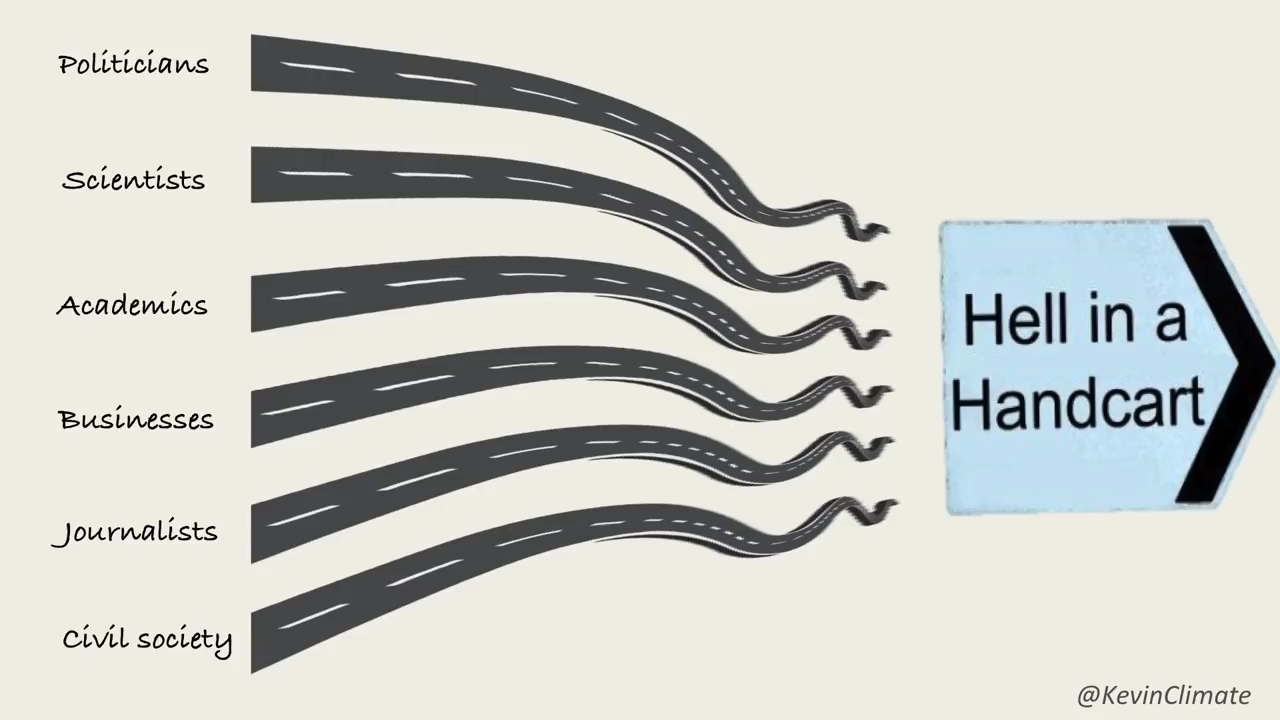 Politicians
Scientists
Academics
Businesses
Journalists
Civil society
Hell in a
Handcart
@KevinClimate